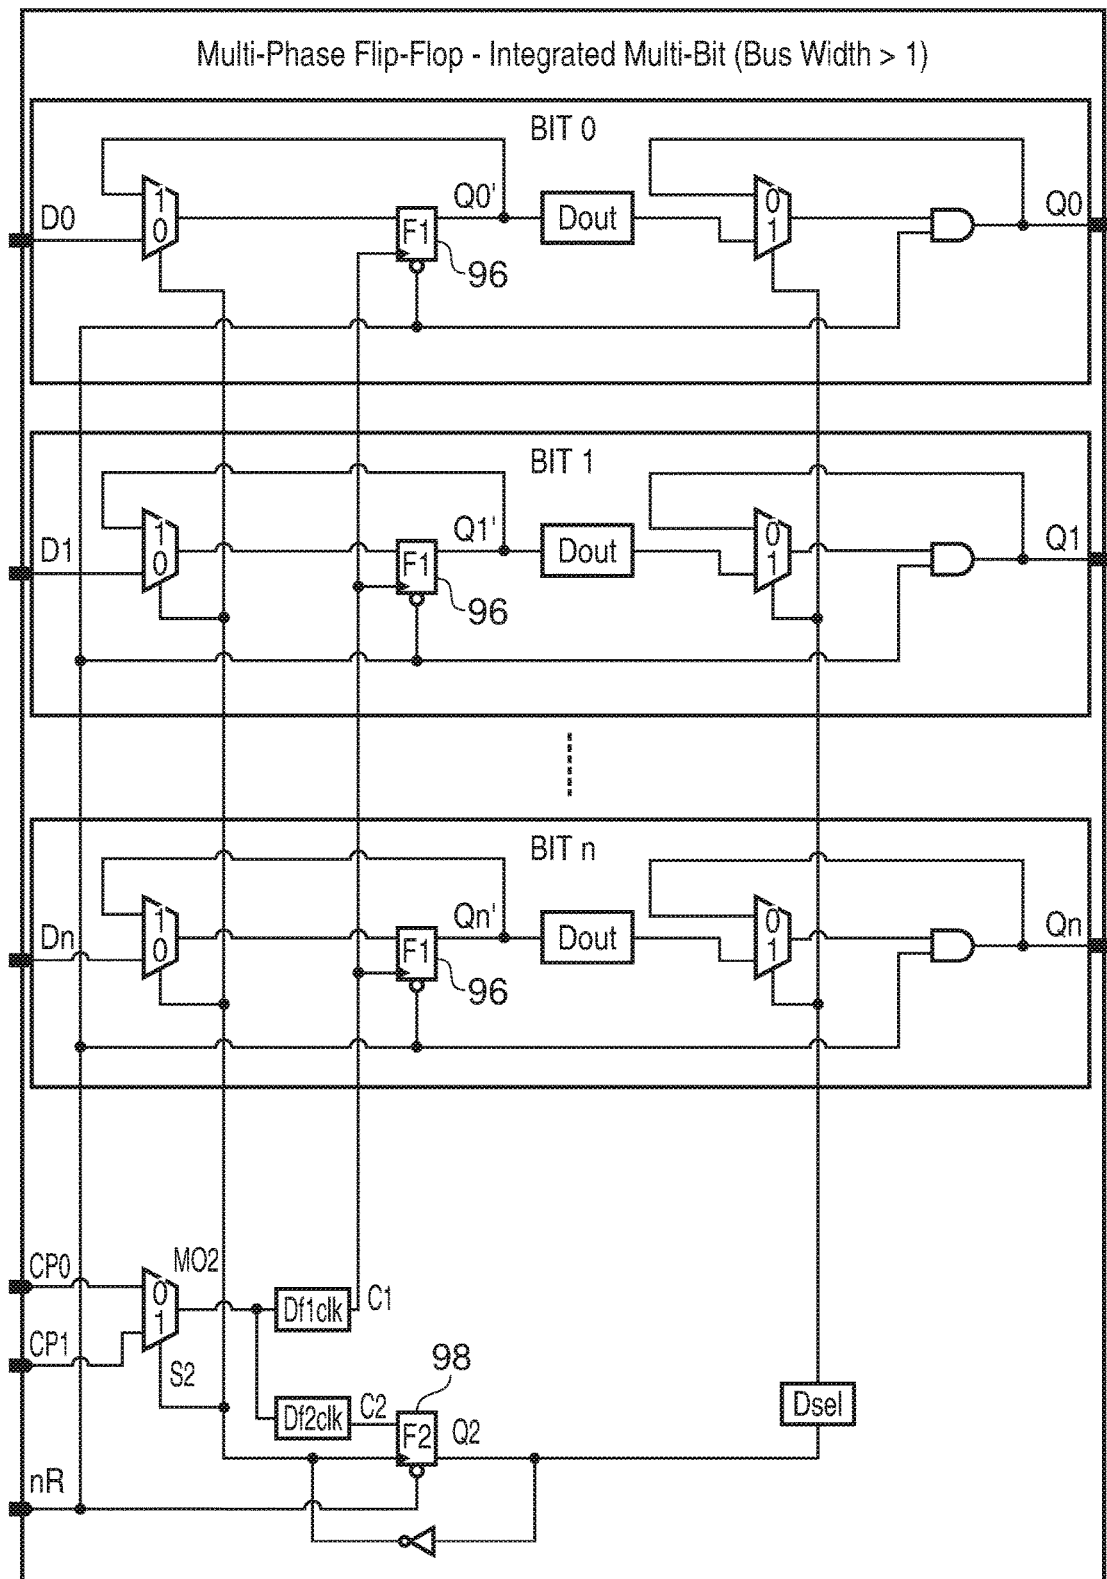 Multi-Phase Flip-Flop - Integrated Multi-Bit (Bus Width > 1)
BIT 0
D0
1
0
F1
96
Q0'
Dout
0
1
Q0
BIT 1
D1
1
0
F1
96
Q1'
Dout
0
1
Q1
BIT n
Dn
1
0
F1
96
Qn'
Dout
0
1
Qn
CP0
CP1
0
1
MO2
S2
Df1clk
C1
Df2clk
C2
98
F2
Q2
Dsel
nR